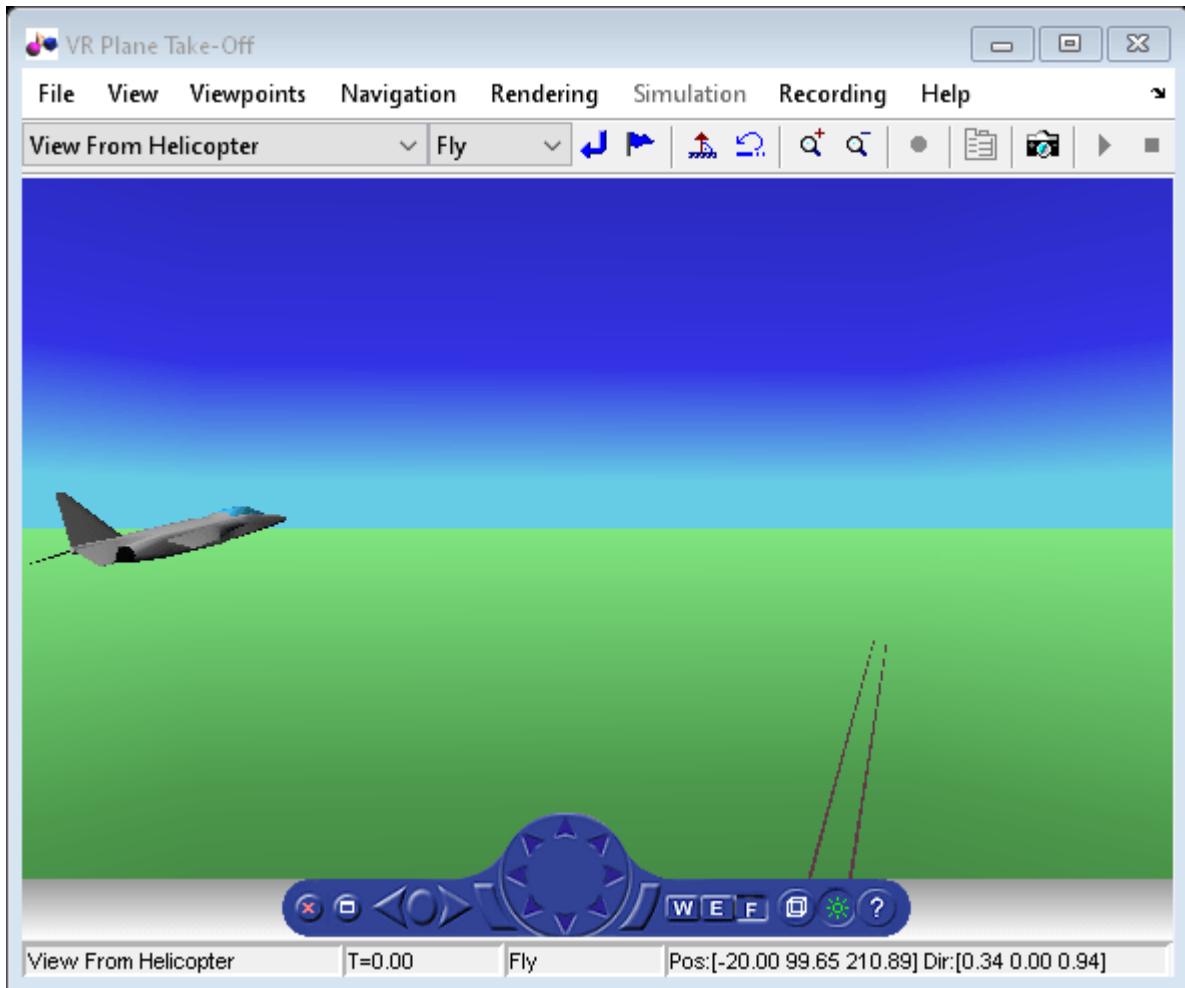 VR Plane Take-Off
File View Viewpoints Navigation Rendering Simulation Recording Help
View From Helicopter Fly
W E F ?
View From Helicopter T=0.00 Fly Pos:[-20.00 99.65 210.89] Dir:[0.34 0.00 0.94]